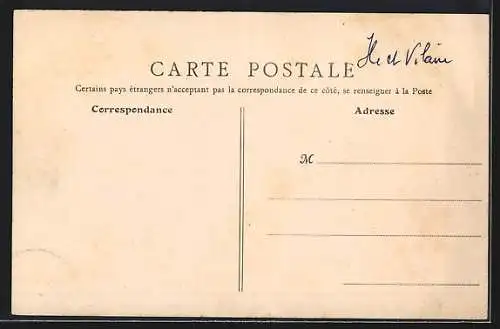 Ile et Vilaine
CARTE POSTALE
Certains pays étrangers n'acceptant pas la correspondance de ce côté, se renseigner à la Poste
Correspondance
Adresse
M